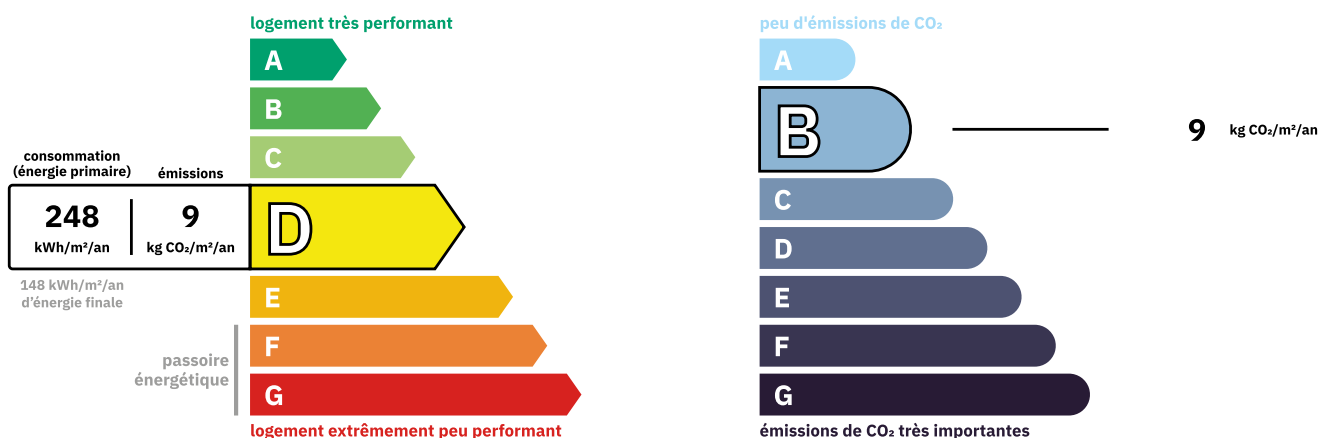 logement très performant
A
B
C
consommation
(énergie primaire)
émissions
248
kWh/m²/an
9
kg CO₂/m²/an
D
148 kWh/m²/an
d'énergie finale
E
passoire
énergétique
F
G
logement extrêmement peu performant
peu d'émissions de CO₂
A
B
9 kg CO₂/m²/an
C
D
E
F
G
émissions de CO₂ très importantes